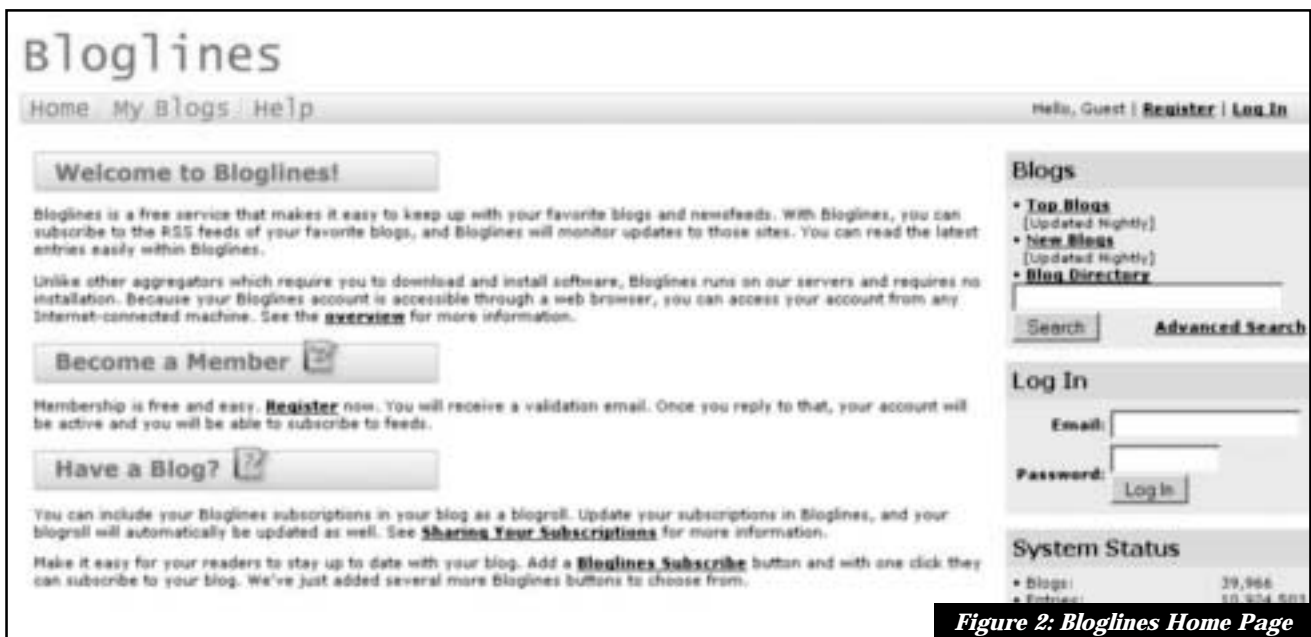 Bloglines
Home My Blogs Help
Hello, Guest | Register | Log In
Welcome to Bloglines!
Bloglines is a free service that makes it easy to keep up with your favorite blogs and newsfeeds. With Bloglines, you can
subscribe to the RSS feeds of your favorite blogs, and Bloglines will monitor updates to those sites. You can read the latest
entries easily within Bloglines.
Unlike other aggregators which require you to download and install software, Bloglines runs on our servers and requires no
installation. Because your Bloglines account is accessible through a web browser, you can access your account from any
Internet-connected machine. See the overview for more information.
Become a Member
Membership is free and easy. Register now. You will receive a validation email. Once you reply to that, your account will
be active and you will be able to subscribe to feeds.
Have a Blog?
You can include your Bloglines subscriptions in your blog as a blogroll. Update your subscriptions in Bloglines, and your
blogroll will automatically be updated as well. See Sharing Your Subscriptions for more information.
Make it easy for your readers to stay up to date with your blog. Add a Bloglines Subscribe button and with one click they
can subscribe to your blog. We've just added several more Bloglines buttons to choose from.
Blogs
• Top Blogs
[Updated Nightly]
• New Blogs
[Updated Nightly]
• Blog Directory
Search Advanced Search
Log In
Email:
Password:
Log In
System Status
• Blogs: 39,966
• Entries:
Figure 2: Bloglines Home Page